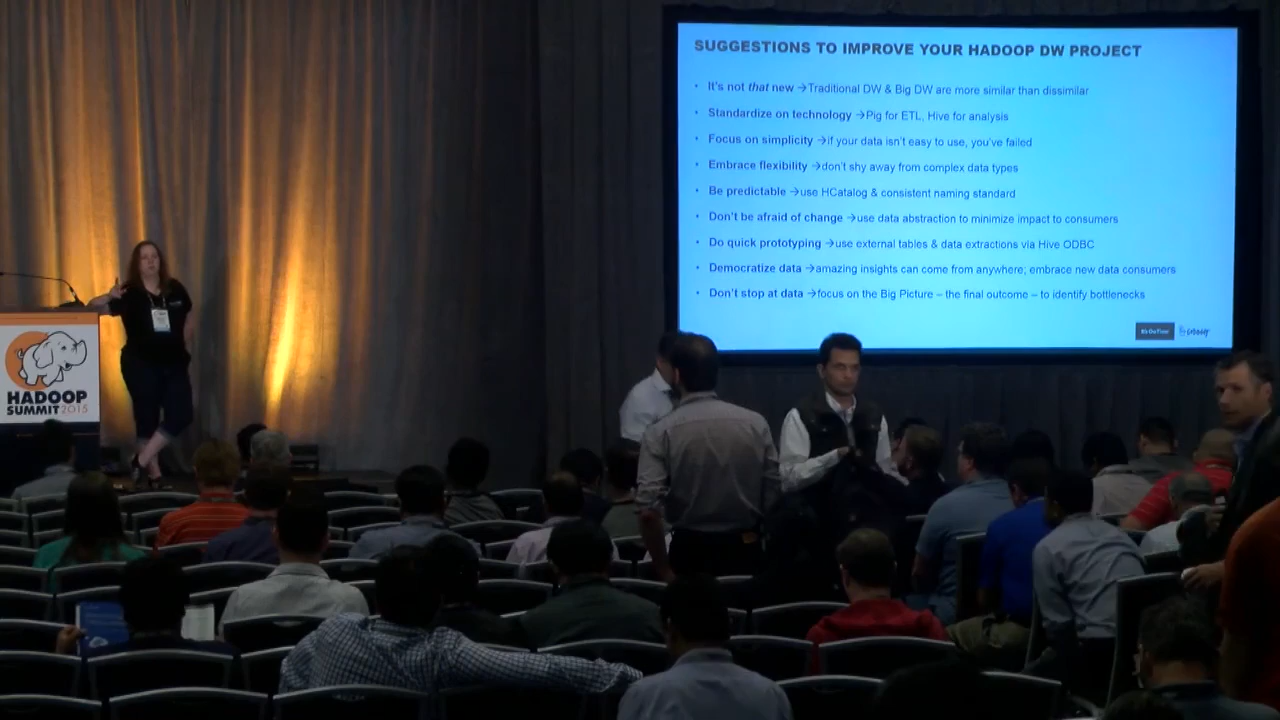 SUGGESTIONS TO IMPROVE YOUR HADOOP DW PROJECT
• It's not that new →Traditional DW & Big DW are more similar than dissimilar
• Standardize on technology →Pig for ETL, Hive for analysis
• Focus on simplicity →if your data isn't easy to use, you've failed
• Embrace flexibility →don't shy away from complex data types
• Be predictable →use HCatalog & consistent naming standard
• Don't be afraid of change →use data abstraction to minimize impact to consumers
• Do quick prototyping →use external tables & data extractions via Hive ODBC
• Democratize data →amazing insights can come from anywhere; embrace new data consumers
• Don't stop at data →focus on the Big Picture – the final outcome – to identify bottlenecks
It's Go Time
GoDaddy
HADOOP
SUMMIT 2015